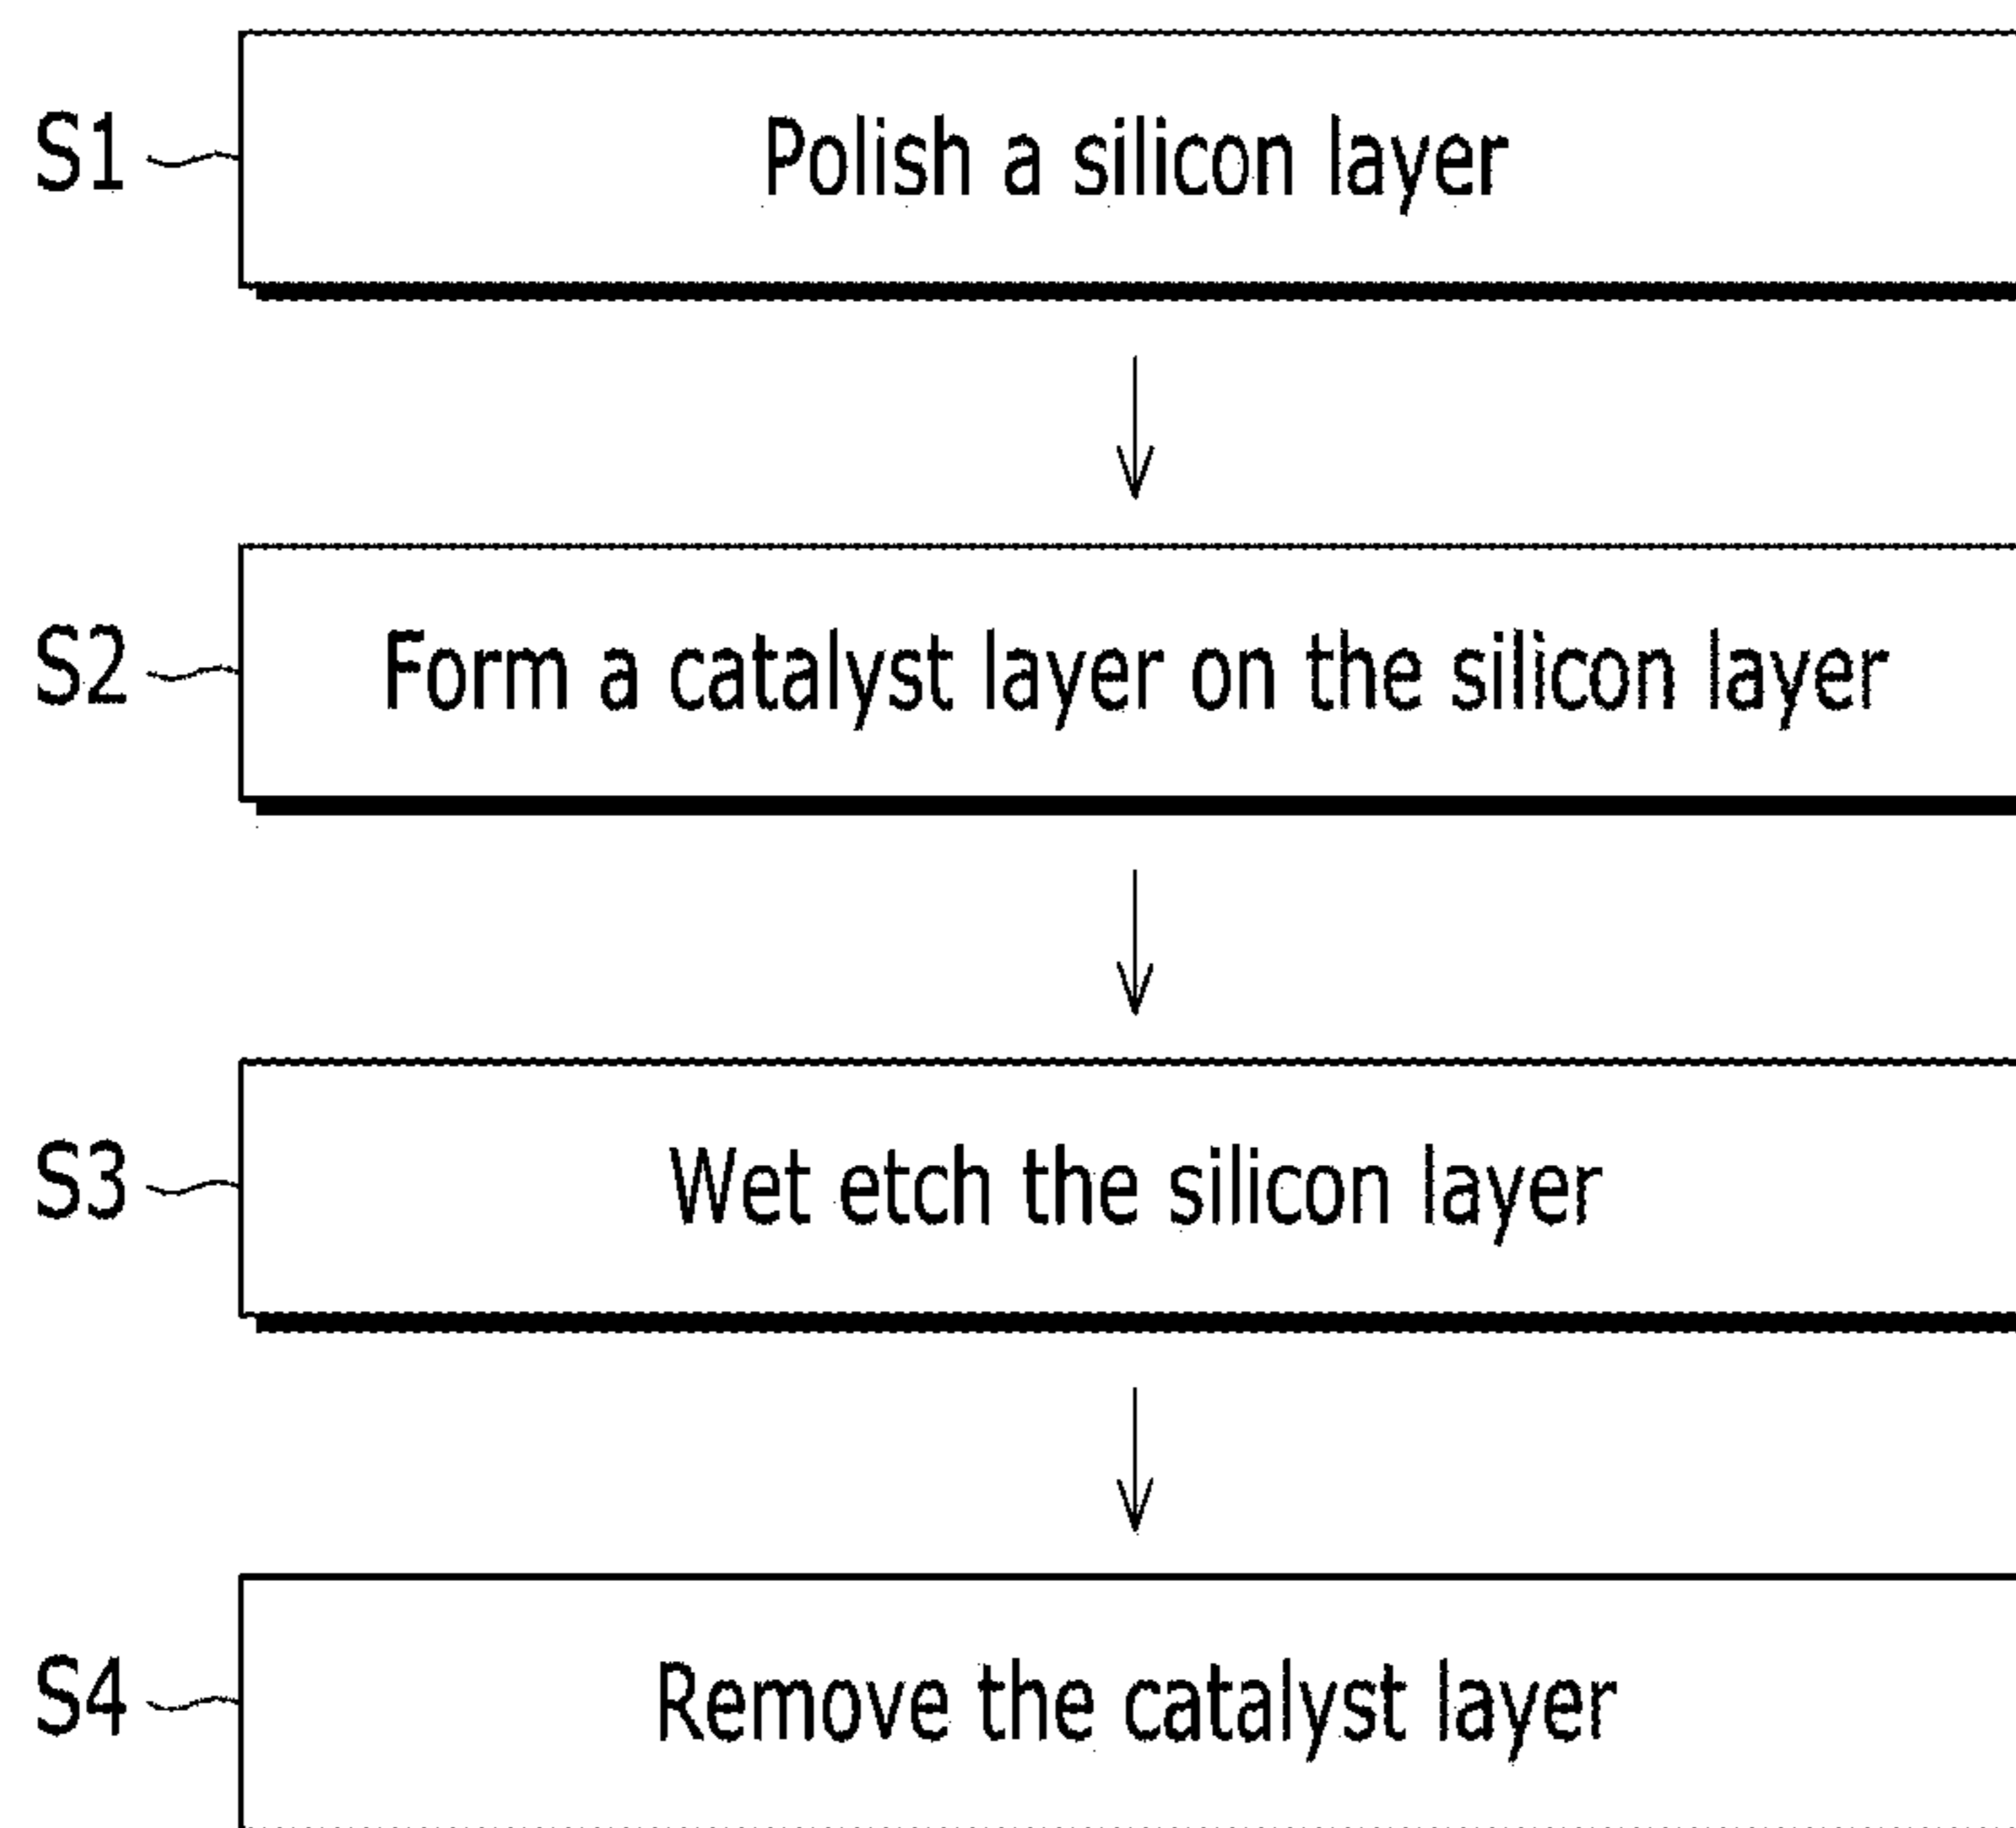 S1 Polish a silicon layer
S2 Form a catalyst layer on the silicon layer
S3 Wet etch the silicon layer
S4 Remove the catalyst layer